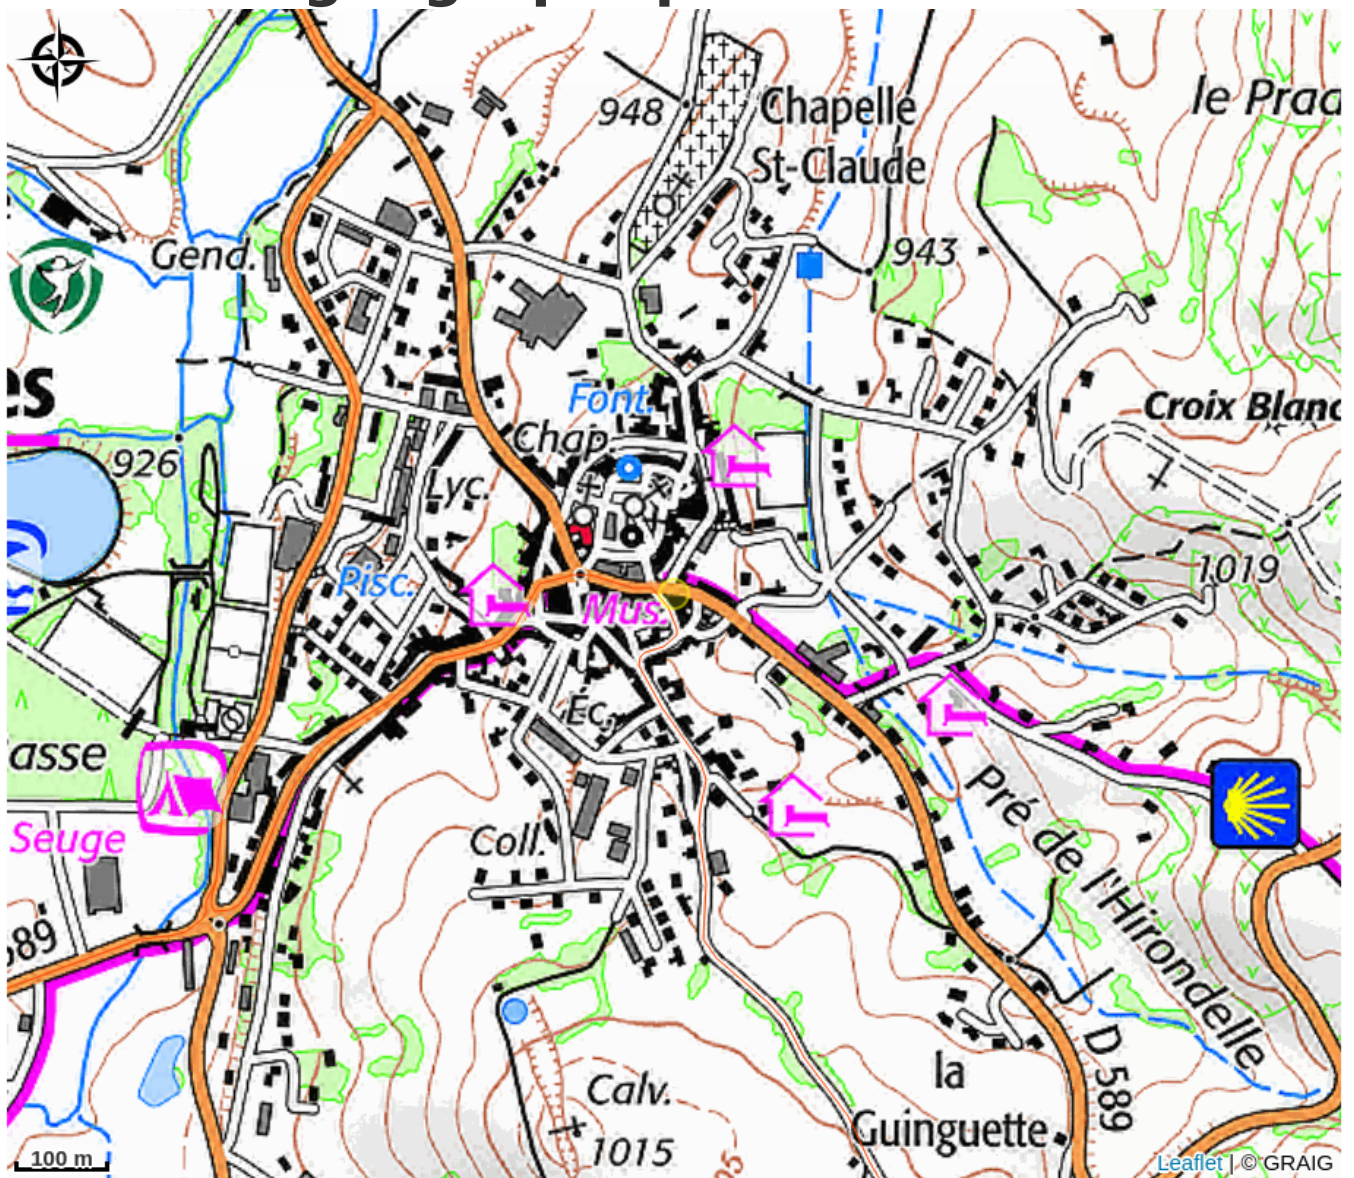 948
Chapelle
St-Claude
le Prad
Gend.
943
es
Font.
Croix Blanc
Chap.
926
Lyc.
1019
Pisc.
Mus.
Éc.
asse
Pré de l'Hirondelle
Seuge
Coll.
589
D 589
la
Guinguette
Calv.
1015
100 m
Leaflet | © GRAIG